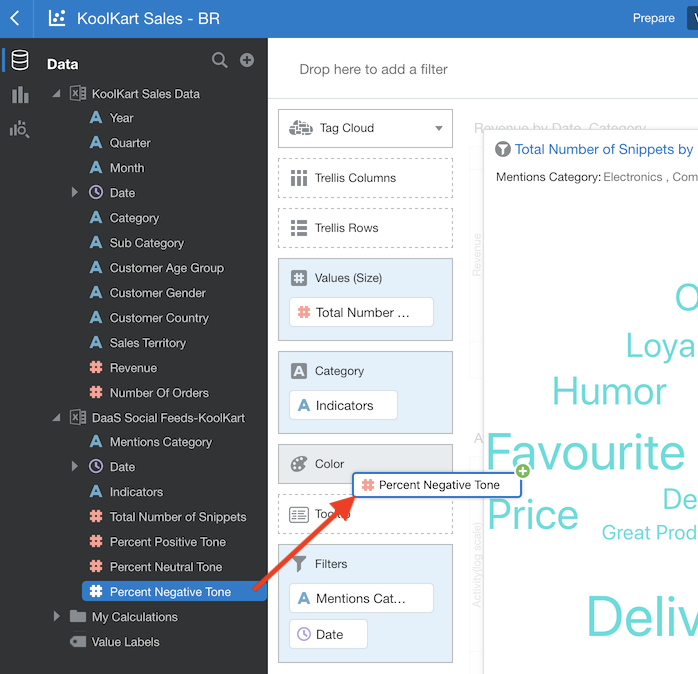 KoolKart Sales - BR
Prepare
Data
KoolKart Sales Data
Year
Quarter
Month
Date
Category
Sub Category
Customer Age Group
Customer Gender
Customer Country
Sales Territory
Revenue
Number Of Orders
DaaS Social Feeds-KoolKart
Mentions Category
Date
Indicators
Total Number of Snippets
Percent Positive Tone
Percent Neutral Tone
Percent Negative Tone
My Calculations
Value Labels
Drop here to add a filter
Tag Cloud
Trellis Columns
Trellis Rows
Values (Size)
Total Number ...
Category
Indicators
Color
Percent Negative Tone
Filters
Mentions Cat...
Date
Revenue by Date, Category
Revenue
Activity(log scale)
Total Number of Snippets by
Mentions Category: Electronics , Com
Loya
Humor
Favourite
De
Price
Great Prod
Deliv